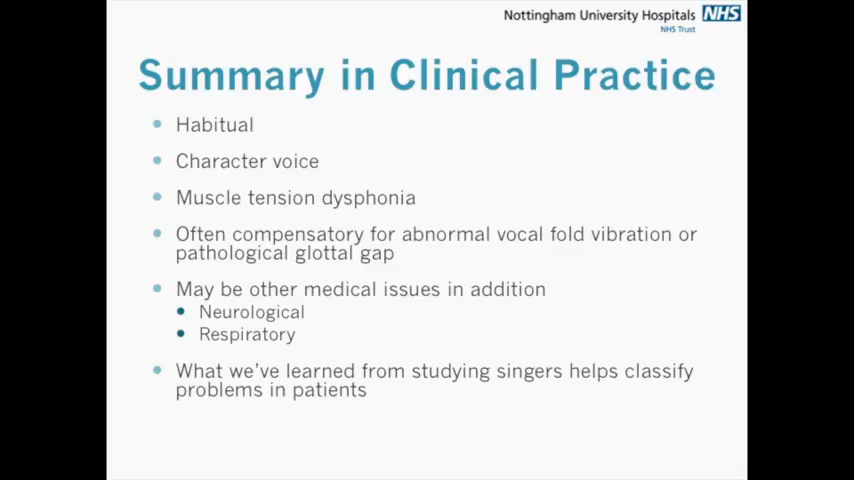 Nottingham University Hospitals NHS
NHS Trust
Summary in Clinical Practice
Habitual
Character voice
Muscle tension dysphonia
Often compensatory for abnormal vocal fold vibration or
pathological glottal gap
May be other medical issues in addition
Neurological
Respiratory
What we've learned from studying singers helps classify
problems in patients